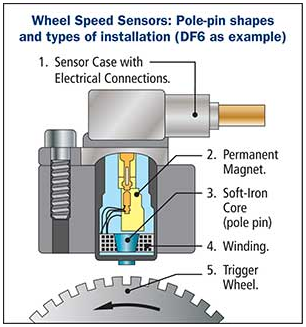 Wheel Speed Sensors: Pole-pin shapes
and types of installation (DF6 as example)
1. Sensor Case with
Electrical Connections.
2. Permanent
Magnet.
3. Soft-Iron
Core
(pole pin)
4. Winding.
5. Trigger
Wheel.